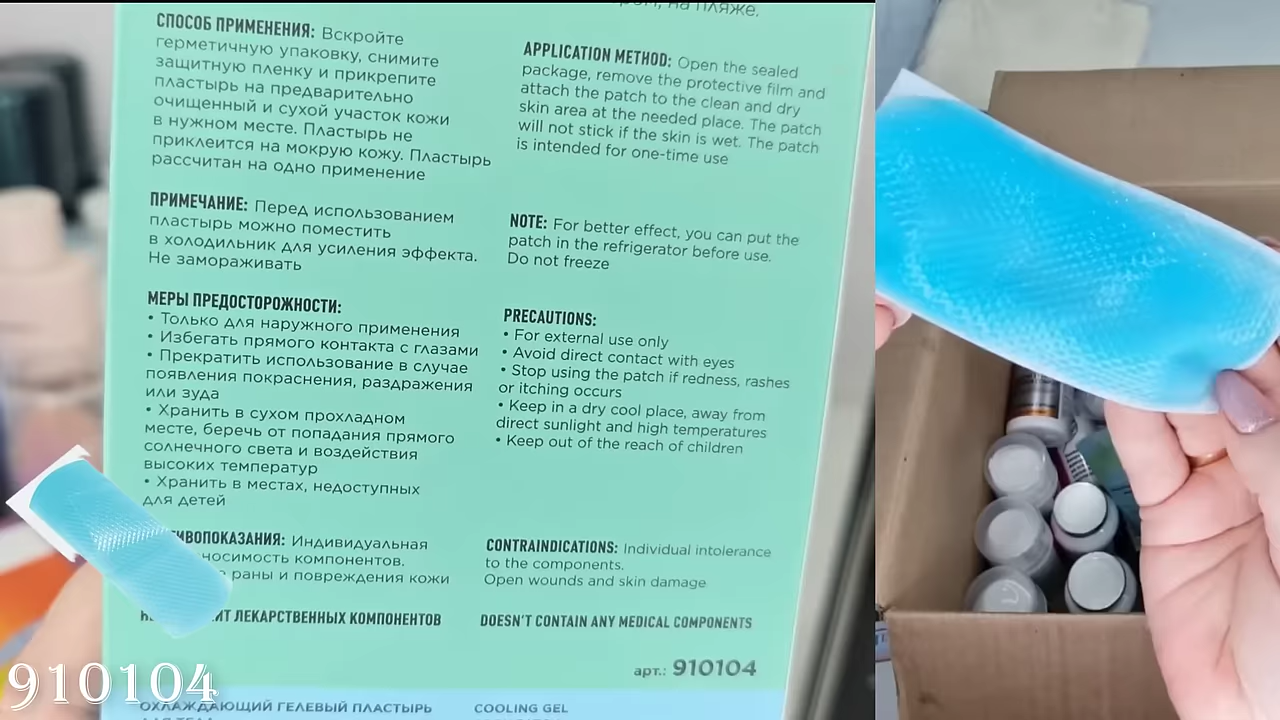 на пляже.
СПОСОБ ПРИМЕНЕНИЯ: Вскройте
герметичную упаковку, снимите
защитную пленку и прикрепите
пластырь на предварительно
очищенный и сухой участок кожи
в нужном месте. Пластырь не
приклеится на мокрую кожу. Пластырь
рассчитан на одно применение
ПРИМЕЧАНИЕ: Перед использованием
пластырь можно поместить
в холодильник для усиления эффекта.
Не замораживать
МЕРЫ ПРЕДОСТОРОЖНОСТИ:
• Только для наружного применения
• Избегать прямого контакта с глазами
• Прекратить использование в случае
появления покраснения, раздражения
или зуда
• Хранить в сухом прохладном
месте, беречь от попадания прямого
солнечного света и воздействия
высоких температур
• Хранить в местах, недоступных
для детей
Индивидуальная
компонентов.
раны и повреждения кожи
ЛЕКАРСТВЕННЫХ КОМПОНЕНТОВ
APPLICATION METHOD: Open the sealed
package, remove the protective film and
attach the patch to the clean and dry
skin area at the needed place. The patch
will not stick if the skin is wet. The patch
is intended for one-time use
NOTE: For better effect, you can put the
patch in the refrigerator before use.
Do not freeze
PRECAUTIONS:
• For external use only
• Avoid direct contact with eyes
• Stop using the patch if redness, rashes
or itching occurs
• Keep in a dry cool place, away from
direct sunlight and high temperatures
• Keep out of the reach of children
CONTRAINDICATIONS: Individual intolerance
to the components.
Open wounds and skin damage
DOESN'T CONTAIN ANY MEDICAL COMPONENTS
арт.: 910104
910104
ОХЛАЖДАЮЩИЙ ГЕЛЕВЫЙ ПЛАСТЫРЬ
COOLING GEL